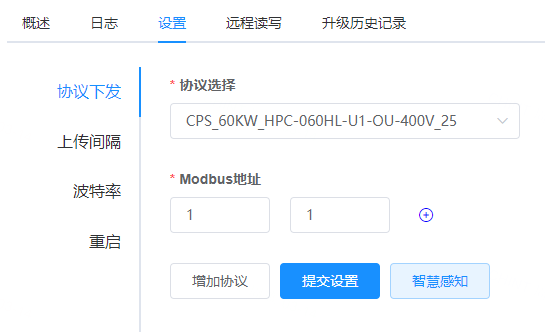 概述 日志 设置 远程读写 升级历史记录
协议下发
上传间隔
波特率
重启
* 协议选择
CPS_60KW_HPC-060HL-U1-OU-400V_25
* Modbus地址
1 1
增加协议 提交设置 智慧感知